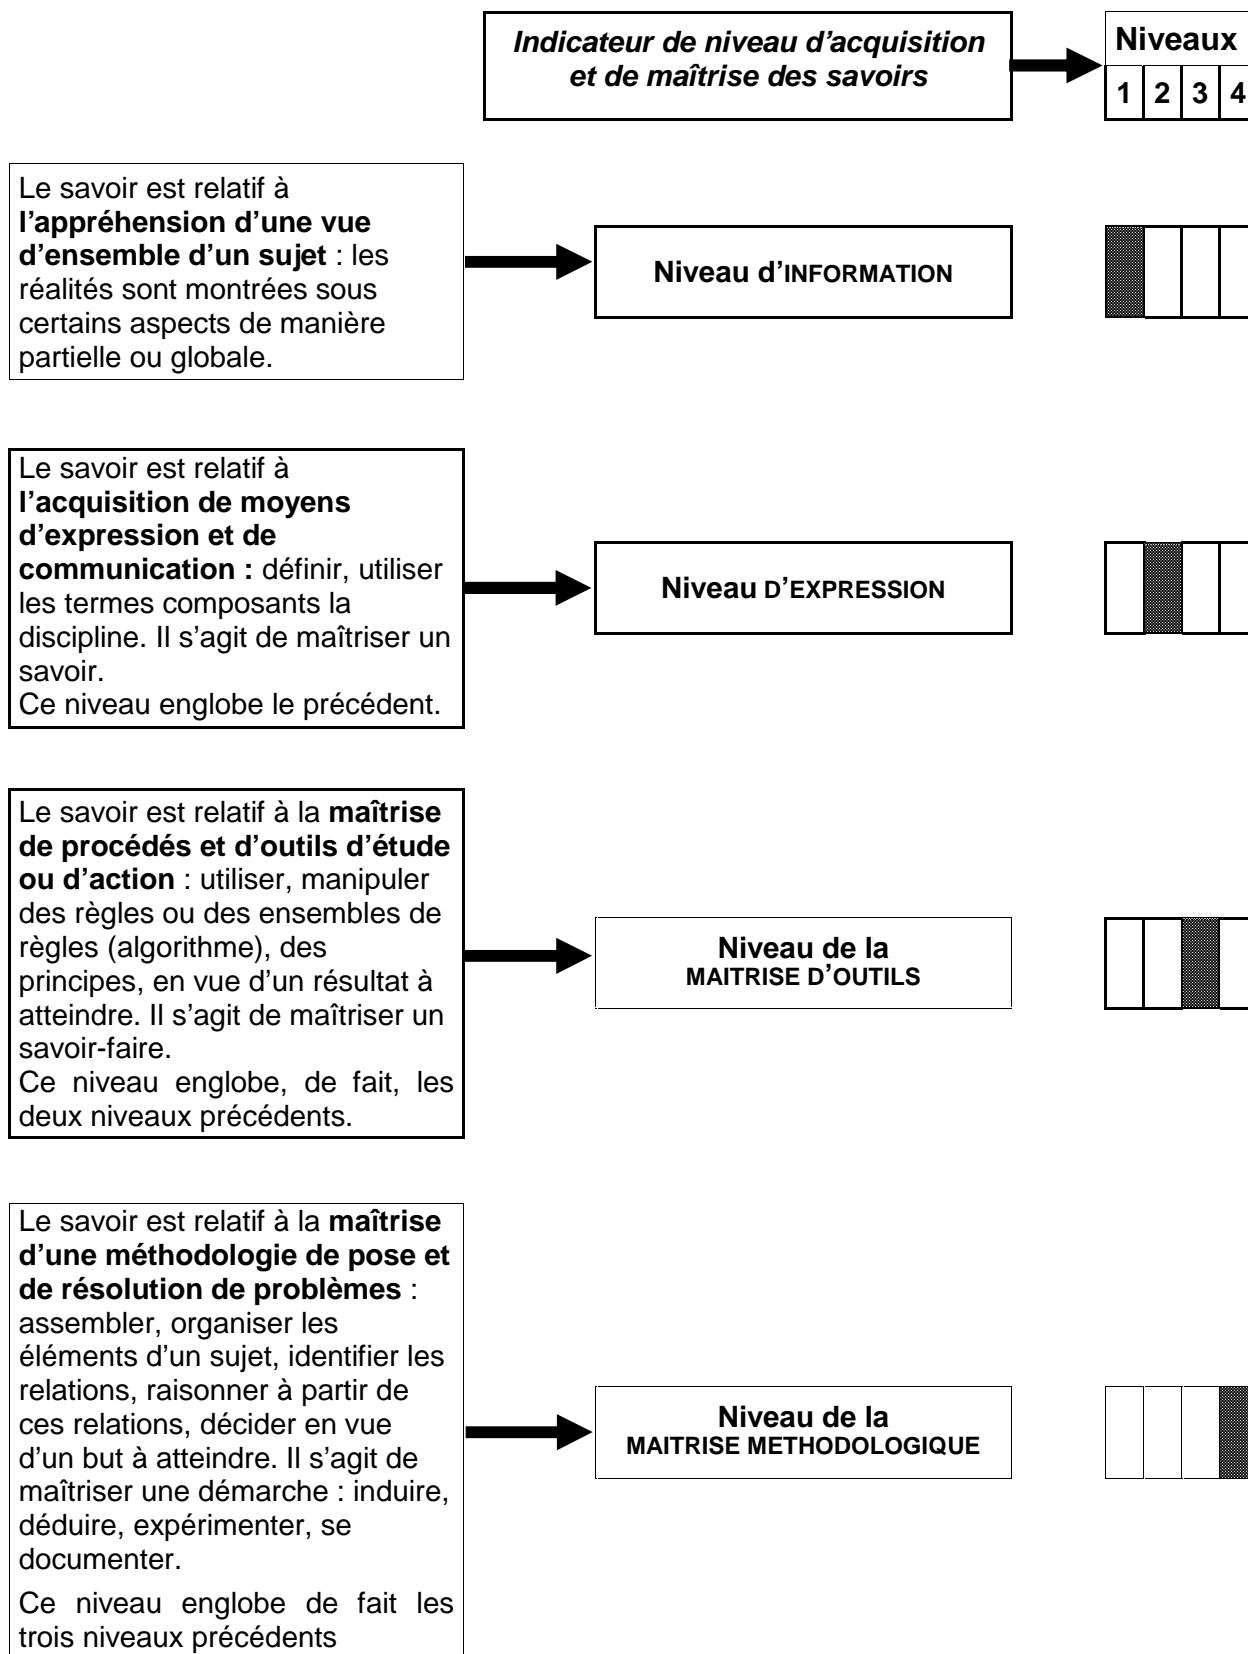 Indicateur de niveau d’acquisition
et de maîtrise des savoirs
Niveaux
1 2 3 4
Le savoir est relatif à
l’appréhension d’une vue
d’ensemble d’un sujet : les
réalités sont montrées sous
certains aspects de manière
partielle ou globale.
Niveau d’INFORMATION
Le savoir est relatif à
l’acquisition de moyens
d’expression et de
communication : définir, utiliser
les termes composants la
discipline. Il s’agit de maîtriser un
savoir.
Ce niveau englobe le précédent.
Niveau D’EXPRESSION
Le savoir est relatif à la maîtrise
de procédés et d’outils d’étude
ou d’action : utiliser, manipuler
des règles ou des ensembles de
règles (algorithme), des
principes, en vue d’un résultat à
atteindre. Il s’agit de maîtriser un
savoir-faire.
Ce niveau englobe, de fait, les
deux niveaux précédents.
Niveau de la
MAITRISE D’OUTILS
Le savoir est relatif à la maîtrise
d’une méthodologie de pose et
de résolution de problèmes :
assembler, organiser les
éléments d’un sujet, identifier les
relations, raisonner à partir de
ces relations, décider en vue
d’un but à atteindre. Il s’agit de
maîtriser une démarche : induire,
déduire, expérimenter, se
documenter.
Ce niveau englobe de fait les
trois niveaux précédents
Niveau de la
MAITRISE METHODOLOGIQUE